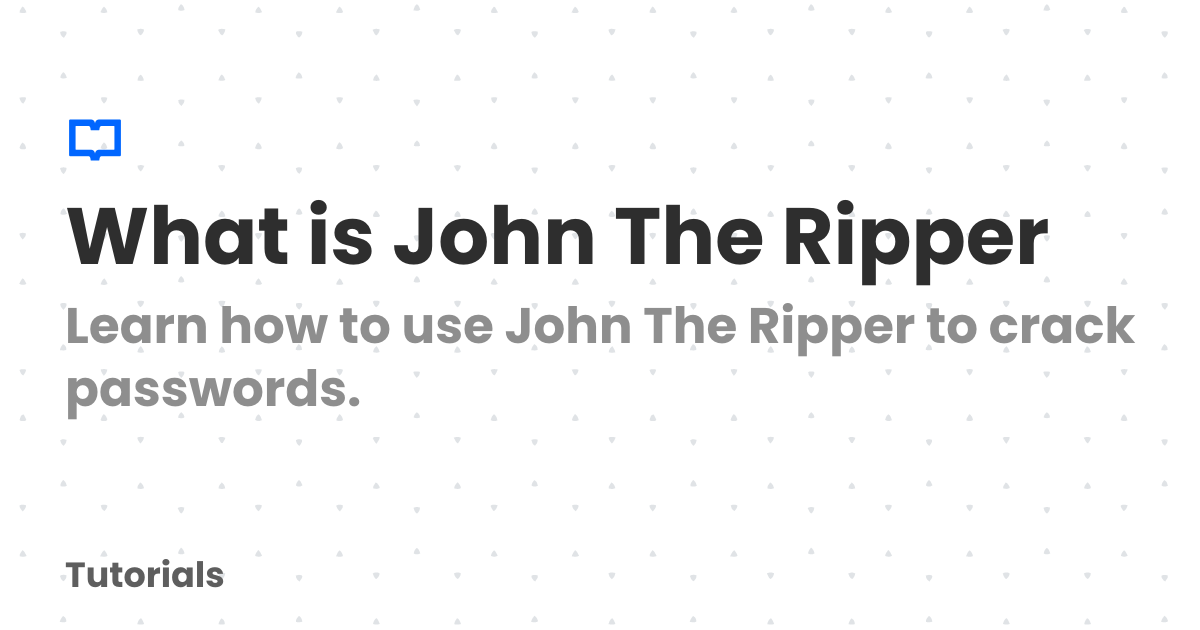 What is John The Ripper
Learn how to use John The Ripper to crack
passwords.
Tutorials